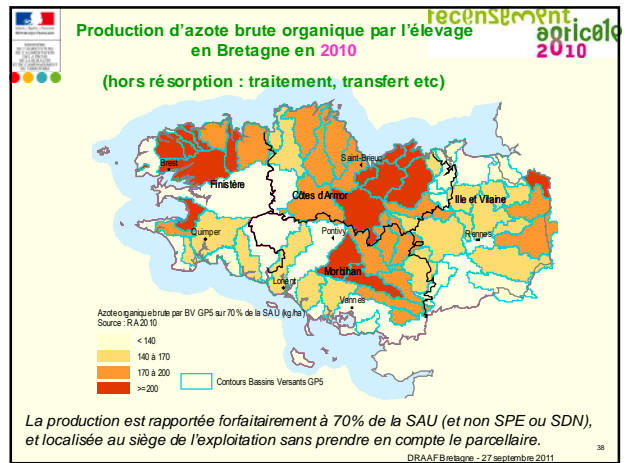 Production d'azote brute organique par l'élevage
en Bretagne en 2010
(hors résorption : traitement, transfert etc)
recensement
agricole
2010
RÉPUBLIQUE FRANÇAISE
Brest
Finistère
Saint-Brieuc
Côtes d'Armor
Ille et Vilaine
Rennes
Quimper
Pontivy
Morbihan
Lorient
Vannes
Azote organique brute par BV GP5 sur 70 % de la SAU (kg/ha)
Source : RA 2010
< 140
140 à 170
170 à 200
>=200
Contours Bassins Versants GP5
La production est rapportée forfaitairement à 70% de la SAU (et non SPE ou SDN),
et localisée au siège de l'exploitation sans prendre en compte le parcellaire.
38
DRAAF Bretagne - 27 septembre 2011